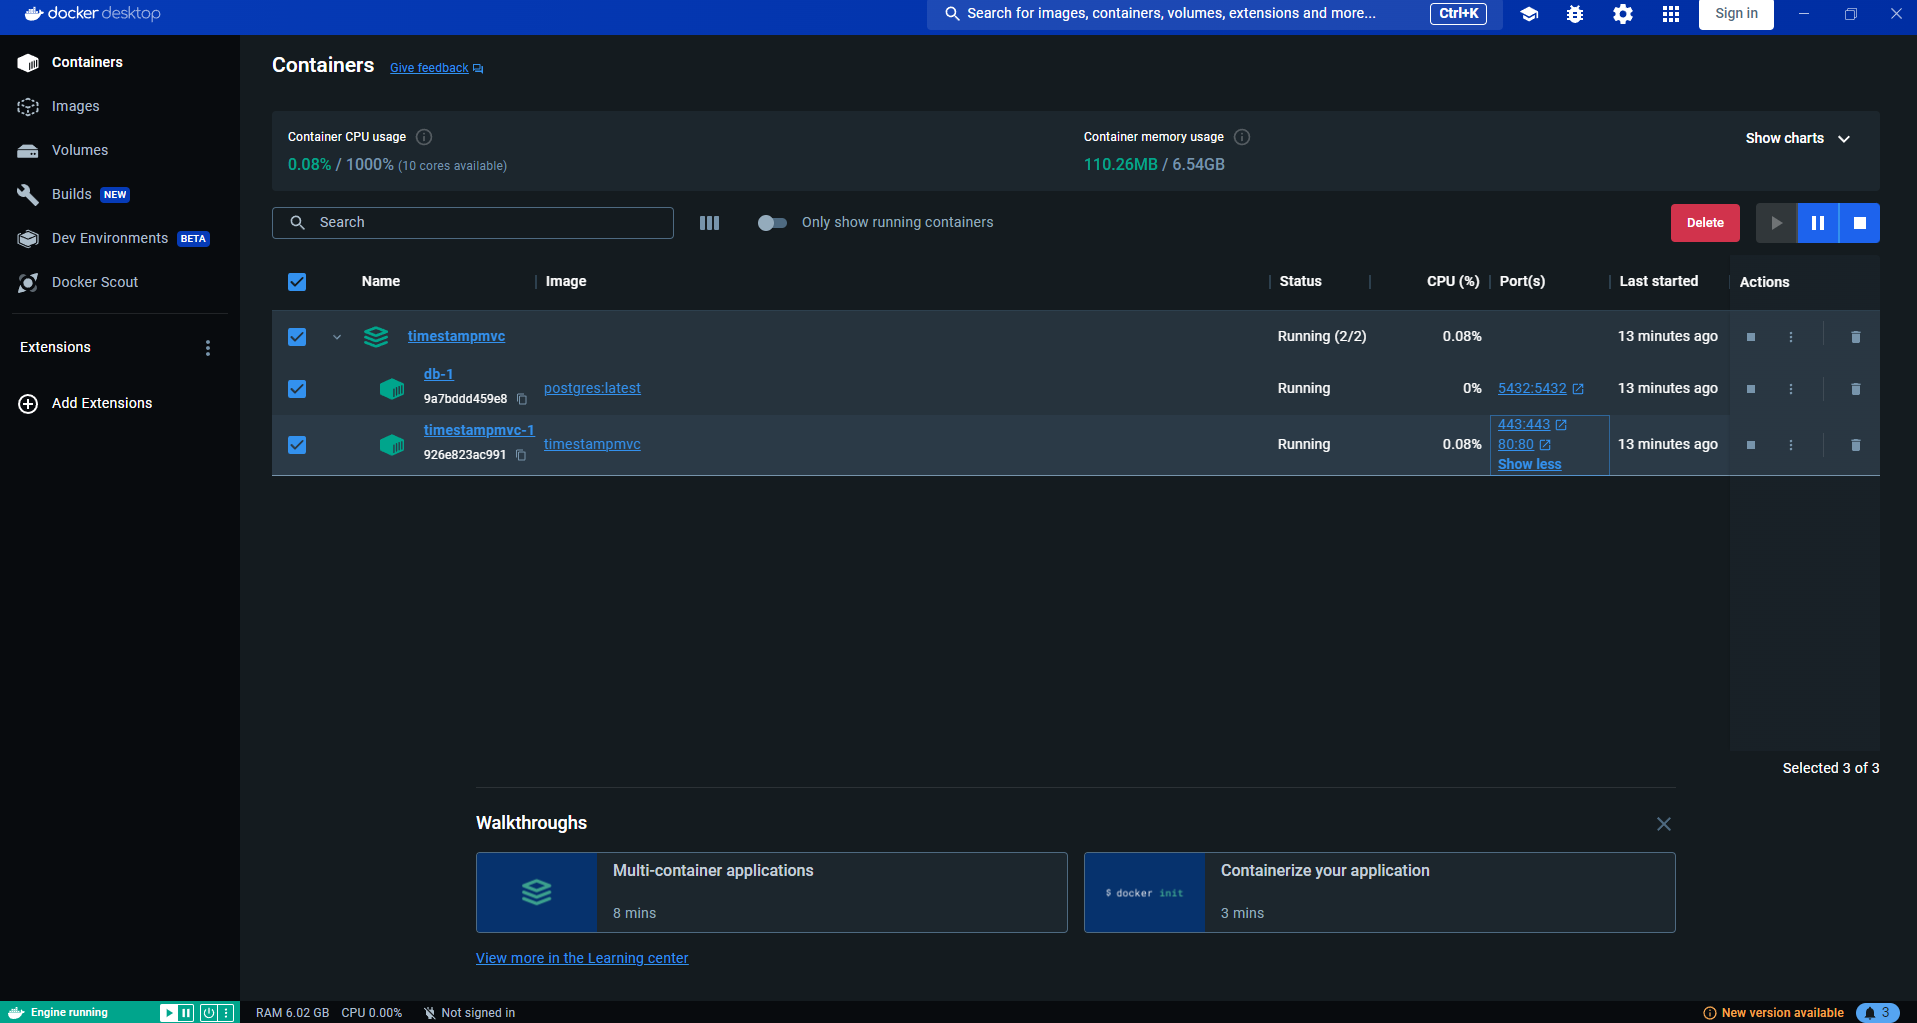 docker desktop
Search for images, containers, volumes, extensions and more...
Ctrl+K
Sign in
Containers
Images
Volumes
Builds NEW
Dev Environments BETA
Docker Scout
Extensions
Add Extensions
Containers
Give feedback
Container CPU usage
0.08% / 1000% (10 cores available)
Container memory usage
110.26MB / 6.54GB
Show charts
Search
Only show running containers
Delete
Name Image Status CPU (%) Port(s) Last started Actions
timestampmvc Running (2/2) 0.08% 13 minutes ago
db-1
9a7bddd459e8
postgres:latest Running 0% 5432:5432 13 minutes ago
timestampmvc-1
926e823ac991
timestampmvc Running 0.08%
443:443
80:80
Show less
13 minutes ago
Selected 3 of 3
Walkthroughs
Multi-container applications
8 mins
$ docker init
Containerize your application
3 mins
View more in the Learning center
Engine running
RAM 6.02 GB CPU 0.00% Not signed in
New version available 3